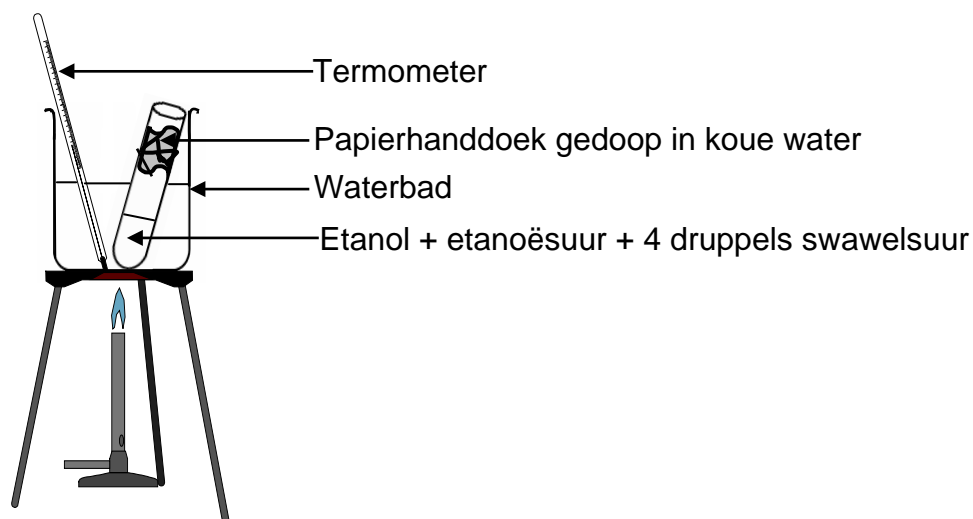 Termometer
Papierhanddoek gedoop in koue water
Waterbad
Etanol + etanoësuur + 4 druppels swawelsuur